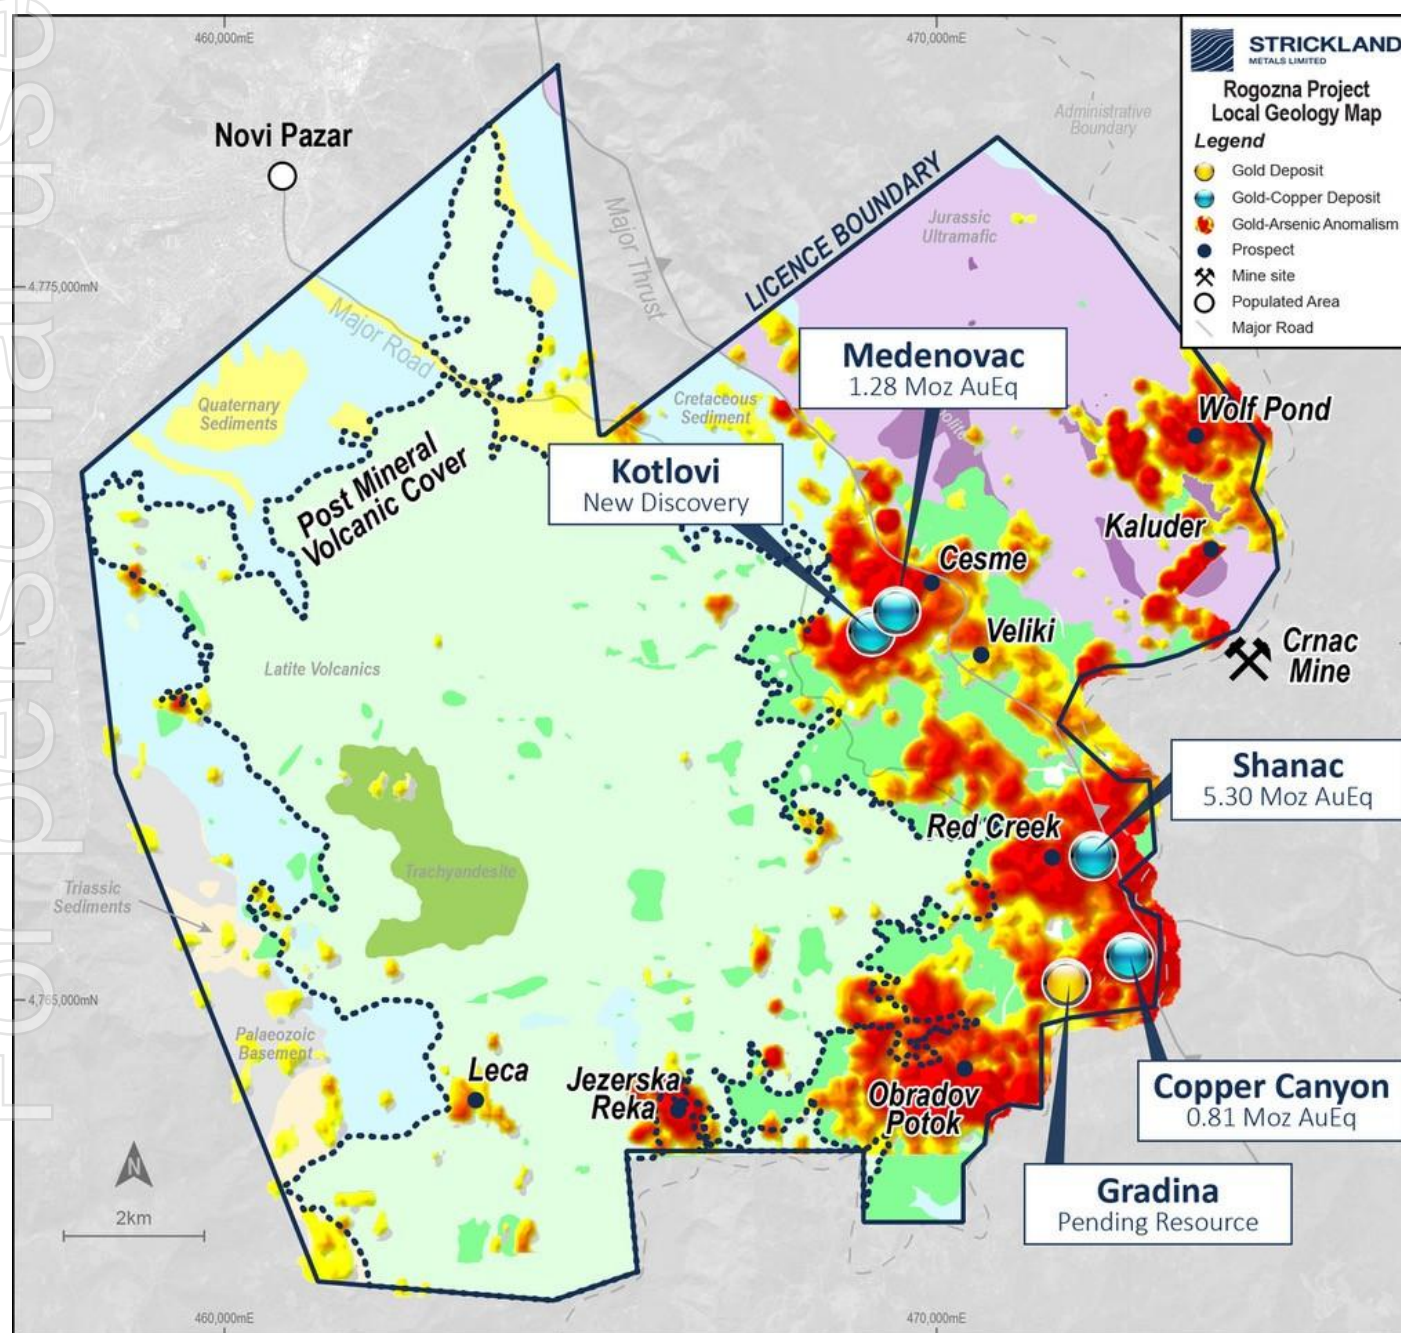 For personal use
460,000mE
470,000mE
STRICKLAND
METALS LIMITED
Rogozna Project
Local Geology Map
Legend
Gold Deposit
Gold-Copper Deposit
Gold-Arsenic Anomalism
Prospect
Mine site
Populated Area
Major Road
Administrative
Boundary
Novi Pazar
Major Thrust
LICENCE BOUNDARY
Jurassic
Ultramafic
4,775,000mN
Major Road
Medenovac
1.28 Moz AuEq
Quaternary
Sediments
Cretaceous
Sediment
Wolf Pond
Post Mineral
Volcanic Cover
Kotlovi
New Discovery
Kaluder
Cesme
Veliki
Crnac
Mine
Latite Volcanics
Shanac
5.30 Moz AuEq
Red Creek
Trachyandesite
Triassic
Sediments
4,765,000mN
Palaeozoic
Basement
Leca
Jezerska
Reka
Obradov
Potok
Copper Canyon
0.81 Moz AuEq
N
Gradina
Pending Resource
2km
460,000mE
470,000mE